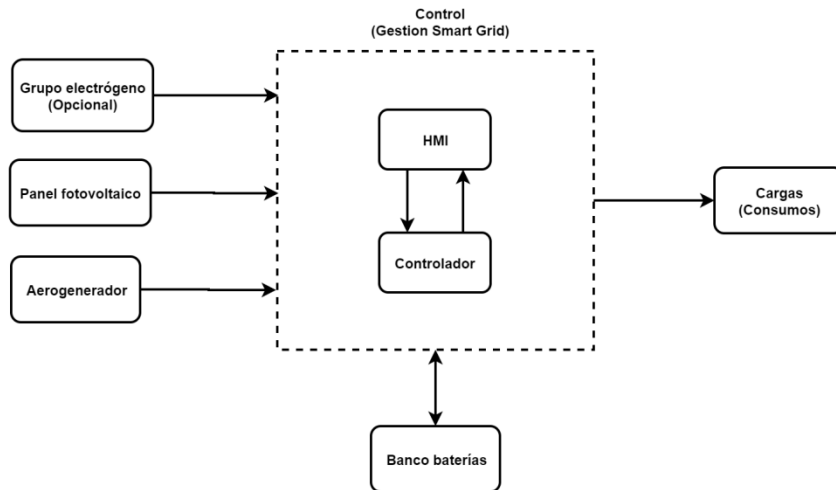 Control
(Gestion Smart Grid)
Grupo electrógeno
(Opcional)
HMI
Panel fotovoltaico
Cargas
(Consumos)
Controlador
Aerogenerador
Banco baterías